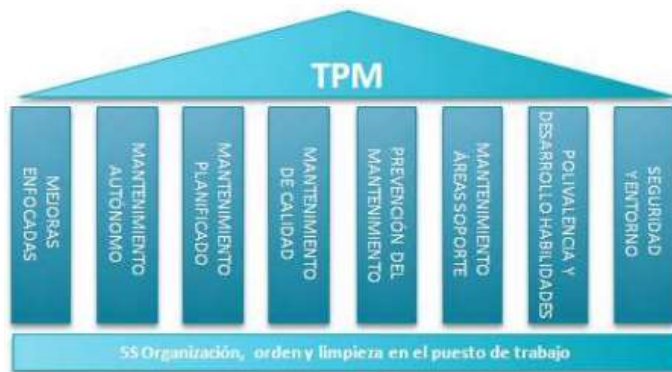 TPM
MEJORAS
ENFOCADAS
MANTENIMIENTO
AUTÓNOMO
MANTENIMIENTO
PLANIFICADO
MANTENIMIENTO
DE CALIDAD
PREVENCIÓN DEL
MANTENIMIENTO
MANTENIMIENTO
ÁREAS SOPORTE
POLIVALENCIA Y
DESARROLLO HABILIDADES
SEGURIDAD
Y ENTORNO
5S Organización, orden y limpieza en el puesto de trabajo